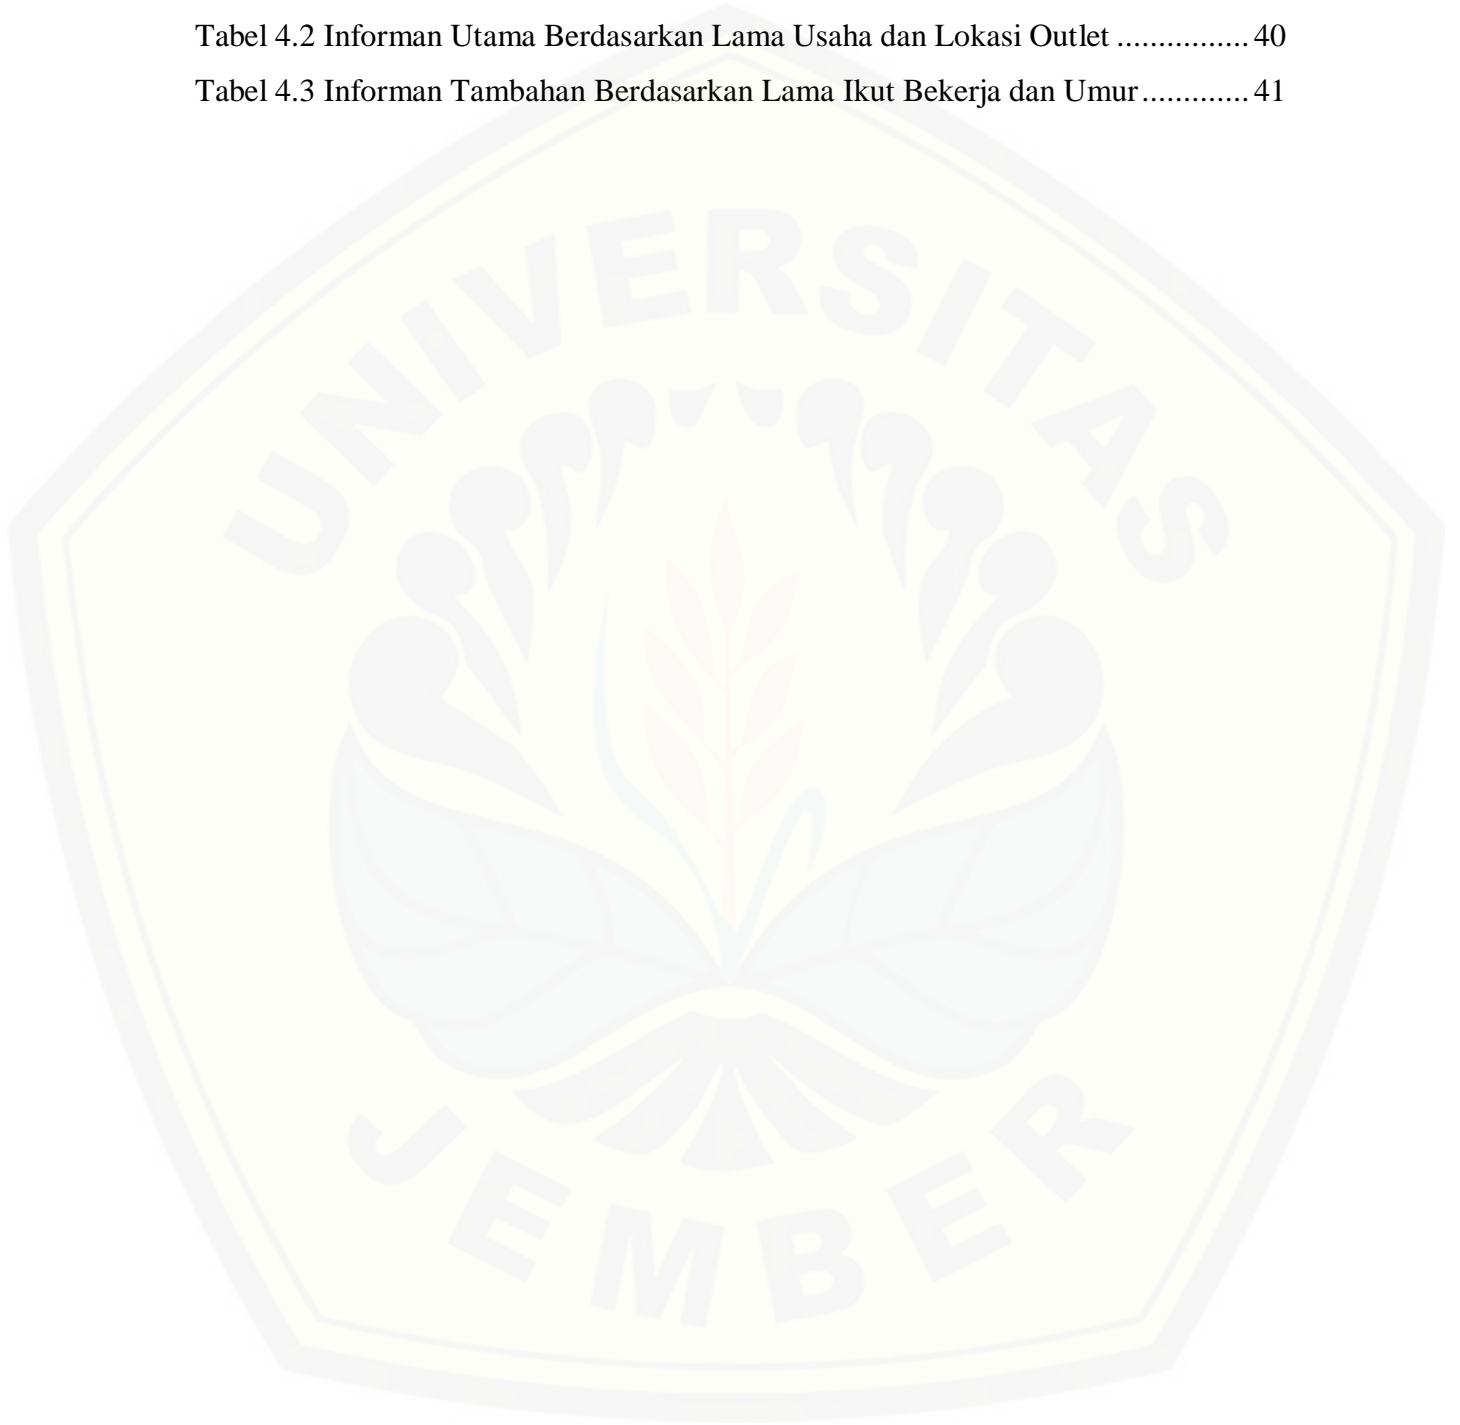 Tabel 4.2 Informan Utama Berdasarkan Lama Usaha dan Lokasi Outlet ................ 40
Tabel 4.3 Informan Tambahan Berdasarkan Lama Ikut Bekerja dan Umur ............. 41
UNIVERSITAS
JEMBER